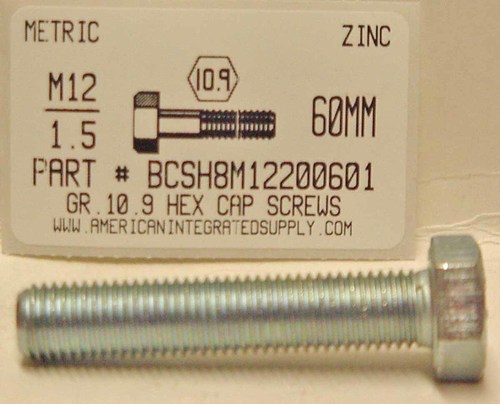 METRIC ZINC
10.9
M12
1.5
60MM
PART # BCSH8M12200601
GR.10.9 HEX CAP SCREWS
WWW.AMERICANINTEGRATEDSUPPLY.COM